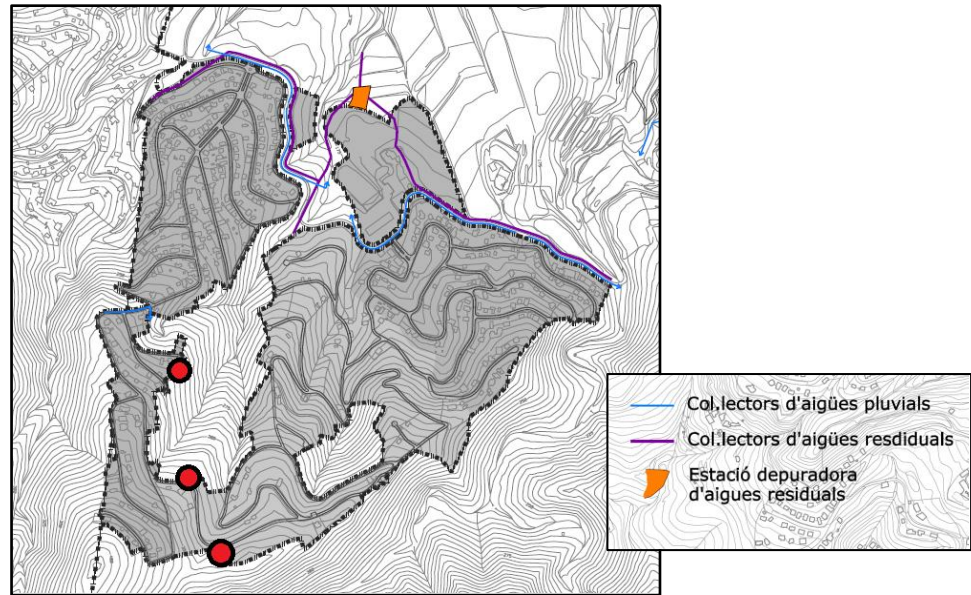 Col.lectors d'aigües pluvials
Col.lectors d'aigües resdiduals
Estació depuradora
d'aigues residuals